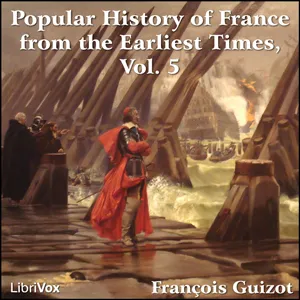 Popular History of France
from the Earliest Times,
Vol. 5
LibriVox
François Guizot